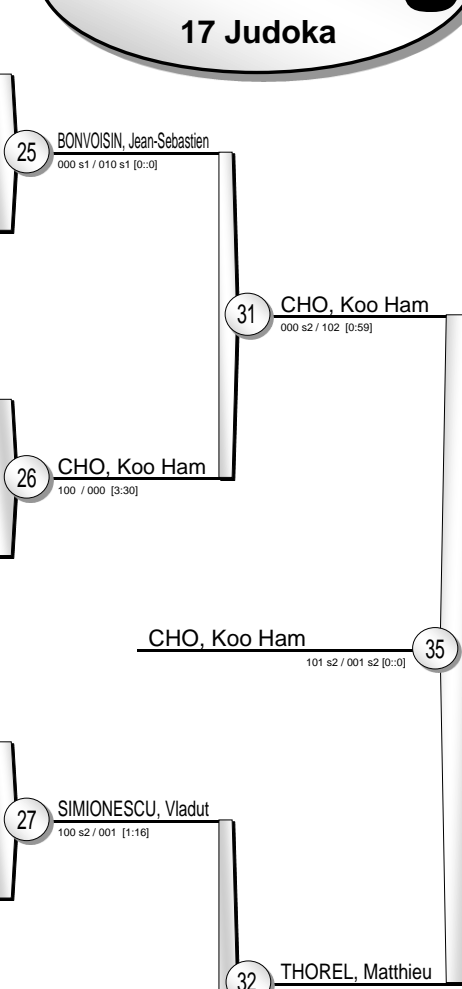 17 Judoka
25
BONVOISIN, Jean-Sebastien
000 s1 / 010 s1 [0::0]
31
CHO, Koo Ham
000 s2 / 102 [0:59]
26
CHO, Koo Ham
100 / 000 [3:30]
CHO, Koo Ham
35
101 s2 / 001 s2 [0::0]
27
SIMIONESCU, Vladut
100 s2 / 001 [1:16]
32
THOREL, Matthieu